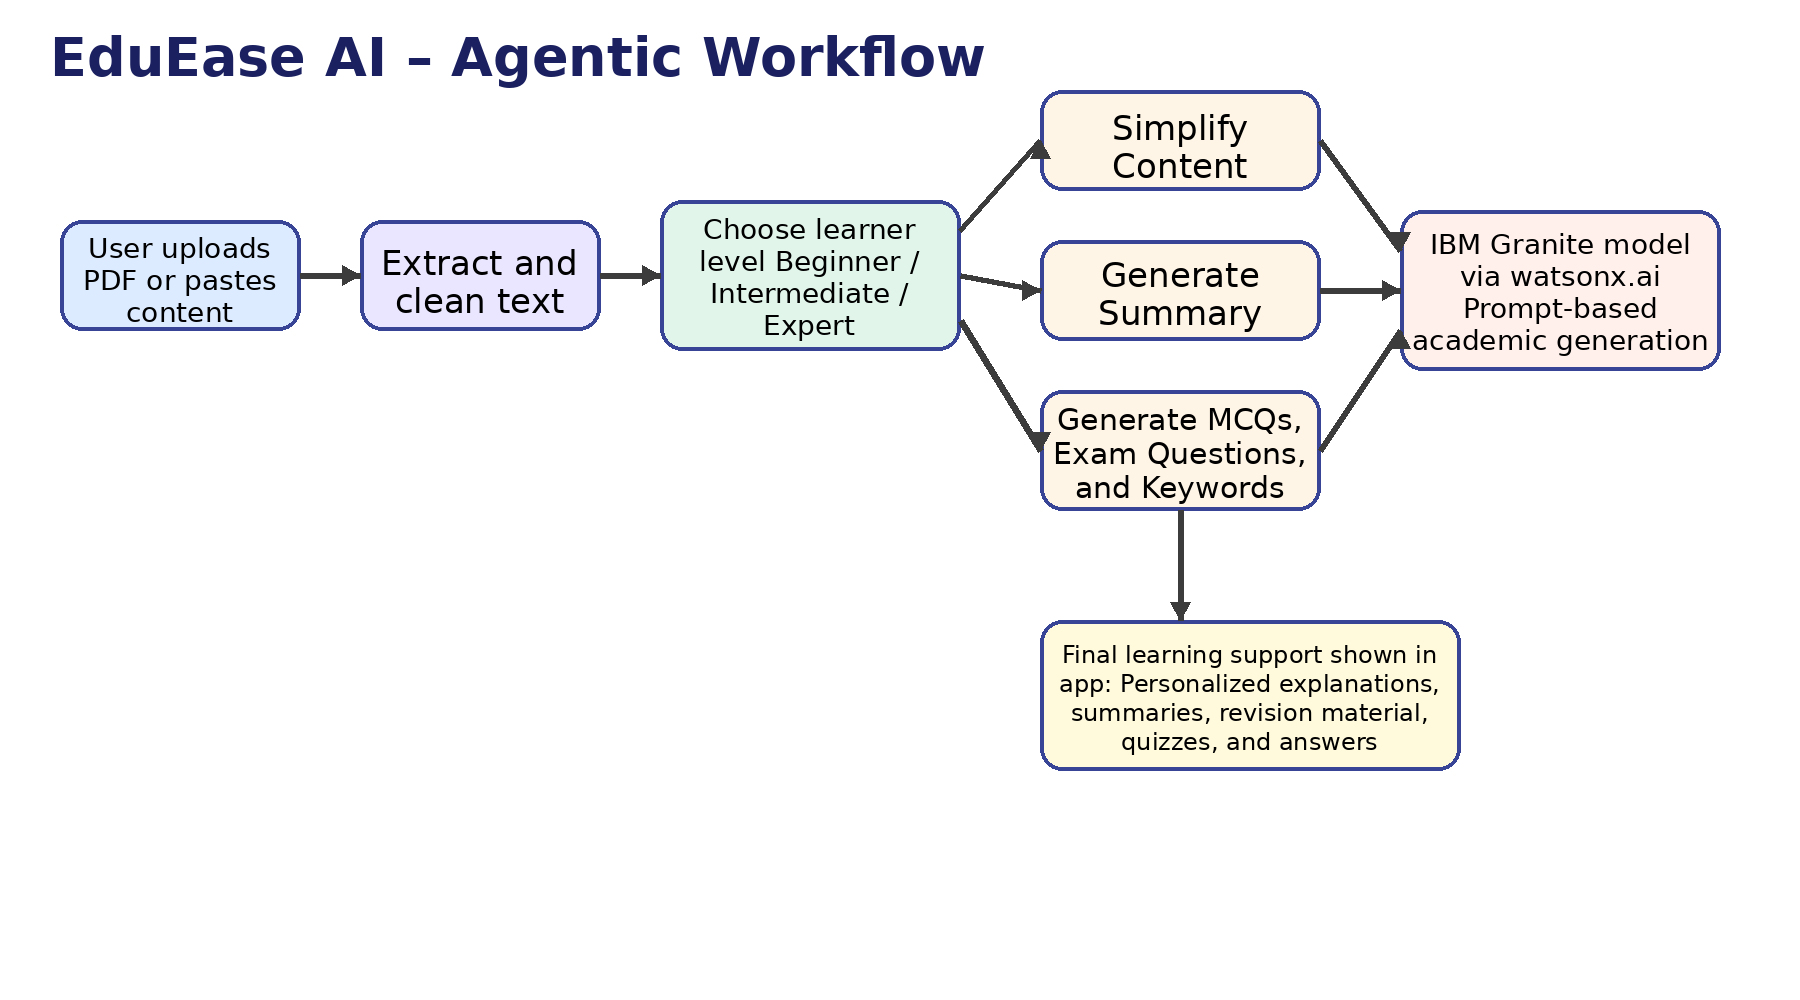 EduEase AI – Agentic Workflow
User uploads
PDF or pastes
content
Extract and
clean text
Choose learner
level Beginner /
Intermediate /
Expert
Simplify
Content
Generate
Summary
Generate MCQs,
Exam Questions,
and Keywords
IBM Granite model
via watsonx.ai
Prompt-based
academic generation
Final learning support shown in
app: Personalized explanations,
summaries, revision material,
quizzes, and answers